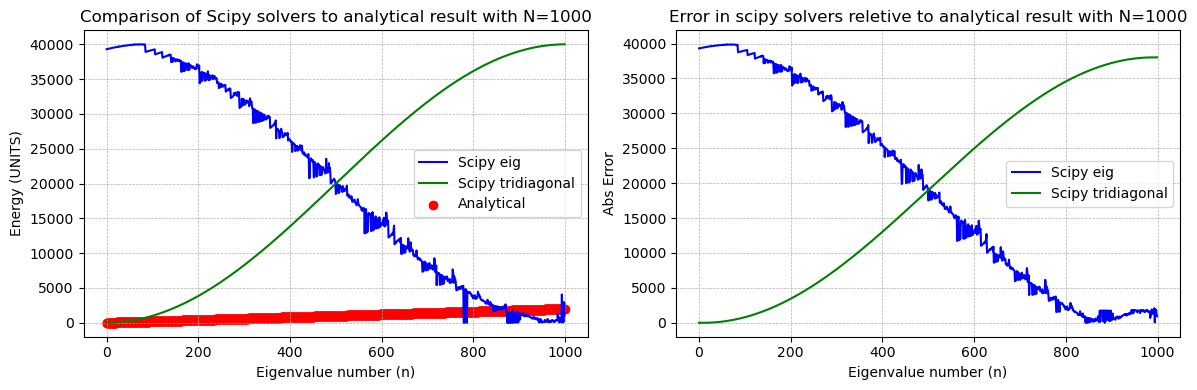 Comparison of Scipy solvers to analytical result with N=1000
Energy (UNITS)
40000
35000
30000
25000
20000
15000
10000
5000
0
Scipy eig
Scipy tridiagonal
Analytical
0 200 400 600 800 1000
Eigenvalue number (n)
Error in scipy solvers reletive to analytical result with N=1000
Abs Error
40000
35000
30000
25000
20000
15000
10000
5000
0
Scipy eig
Scipy tridiagonal
0 200 400 600 800 1000
Eigenvalue number (n)